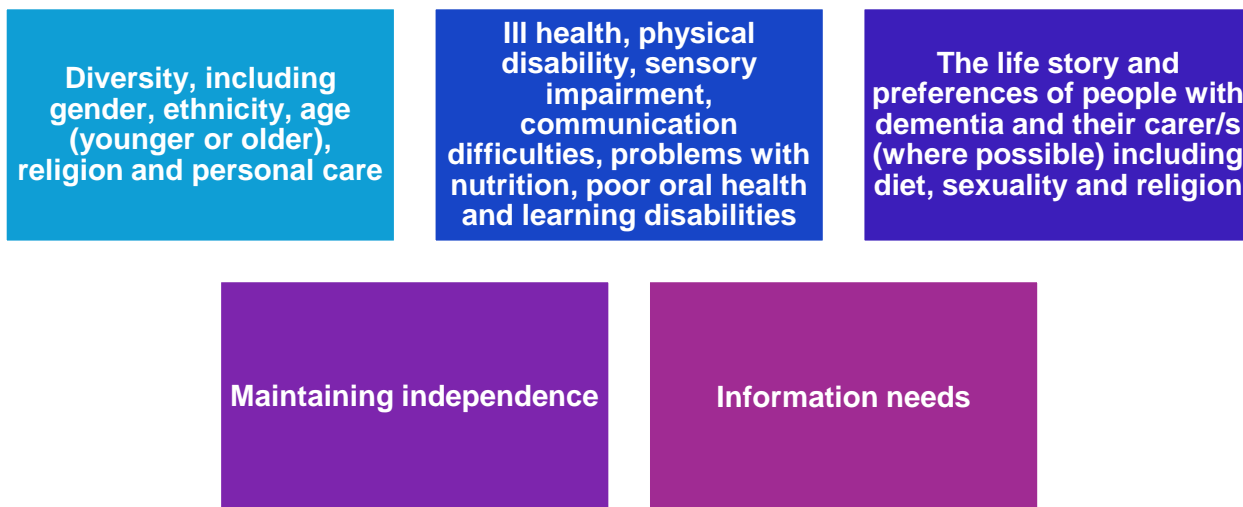 Diversity, including
gender, ethnicity, age
(younger or older),
religion and personal care
Ill health, physical
disability, sensory
impairment,
communication
difficulties, problems with
nutrition, poor oral health
and learning disabilities
The life story and
preferences of people with
dementia and their carer/s
(where possible) including
diet, sexuality and religion
Maintaining independence
Information needs